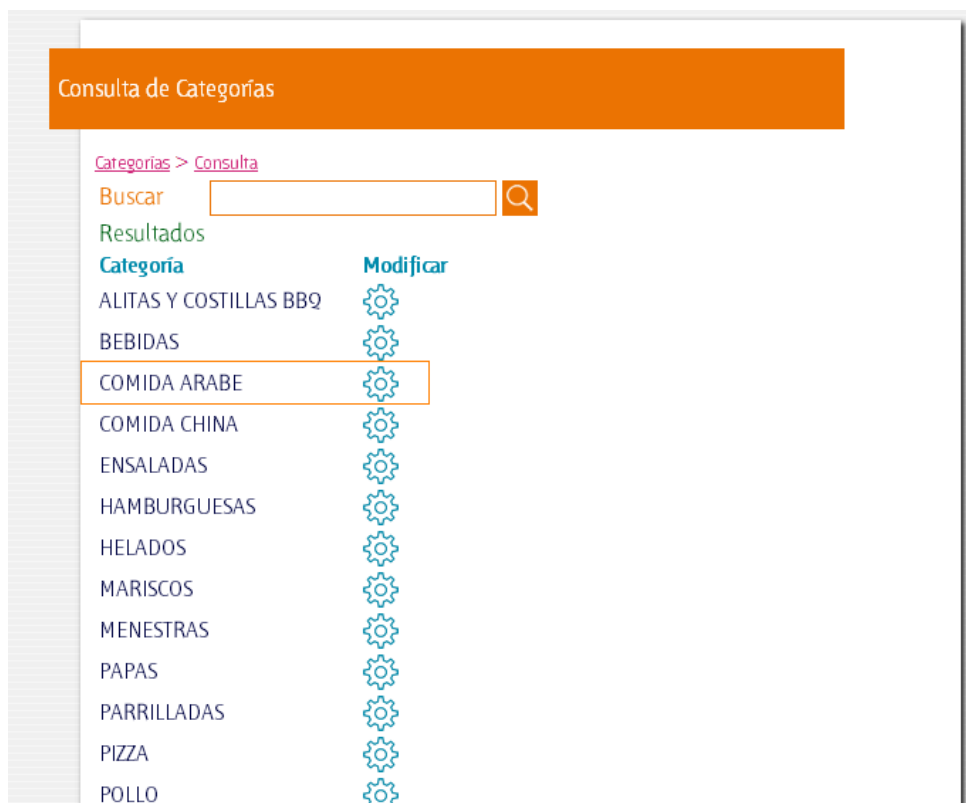 Consulta de Categorías
Categorías > Consulta
Buscar
Resultados
Categoría Modificar
ALITAS Y COSTILLAS BBQ
BEBIDAS
COMIDA ARABE
COMIDA CHINA
ENSALADAS
HAMBURGUESAS
HELADOS
MARISCOS
MENESTRAS
PAPAS
PARRILLADAS
PIZZA
POLLO